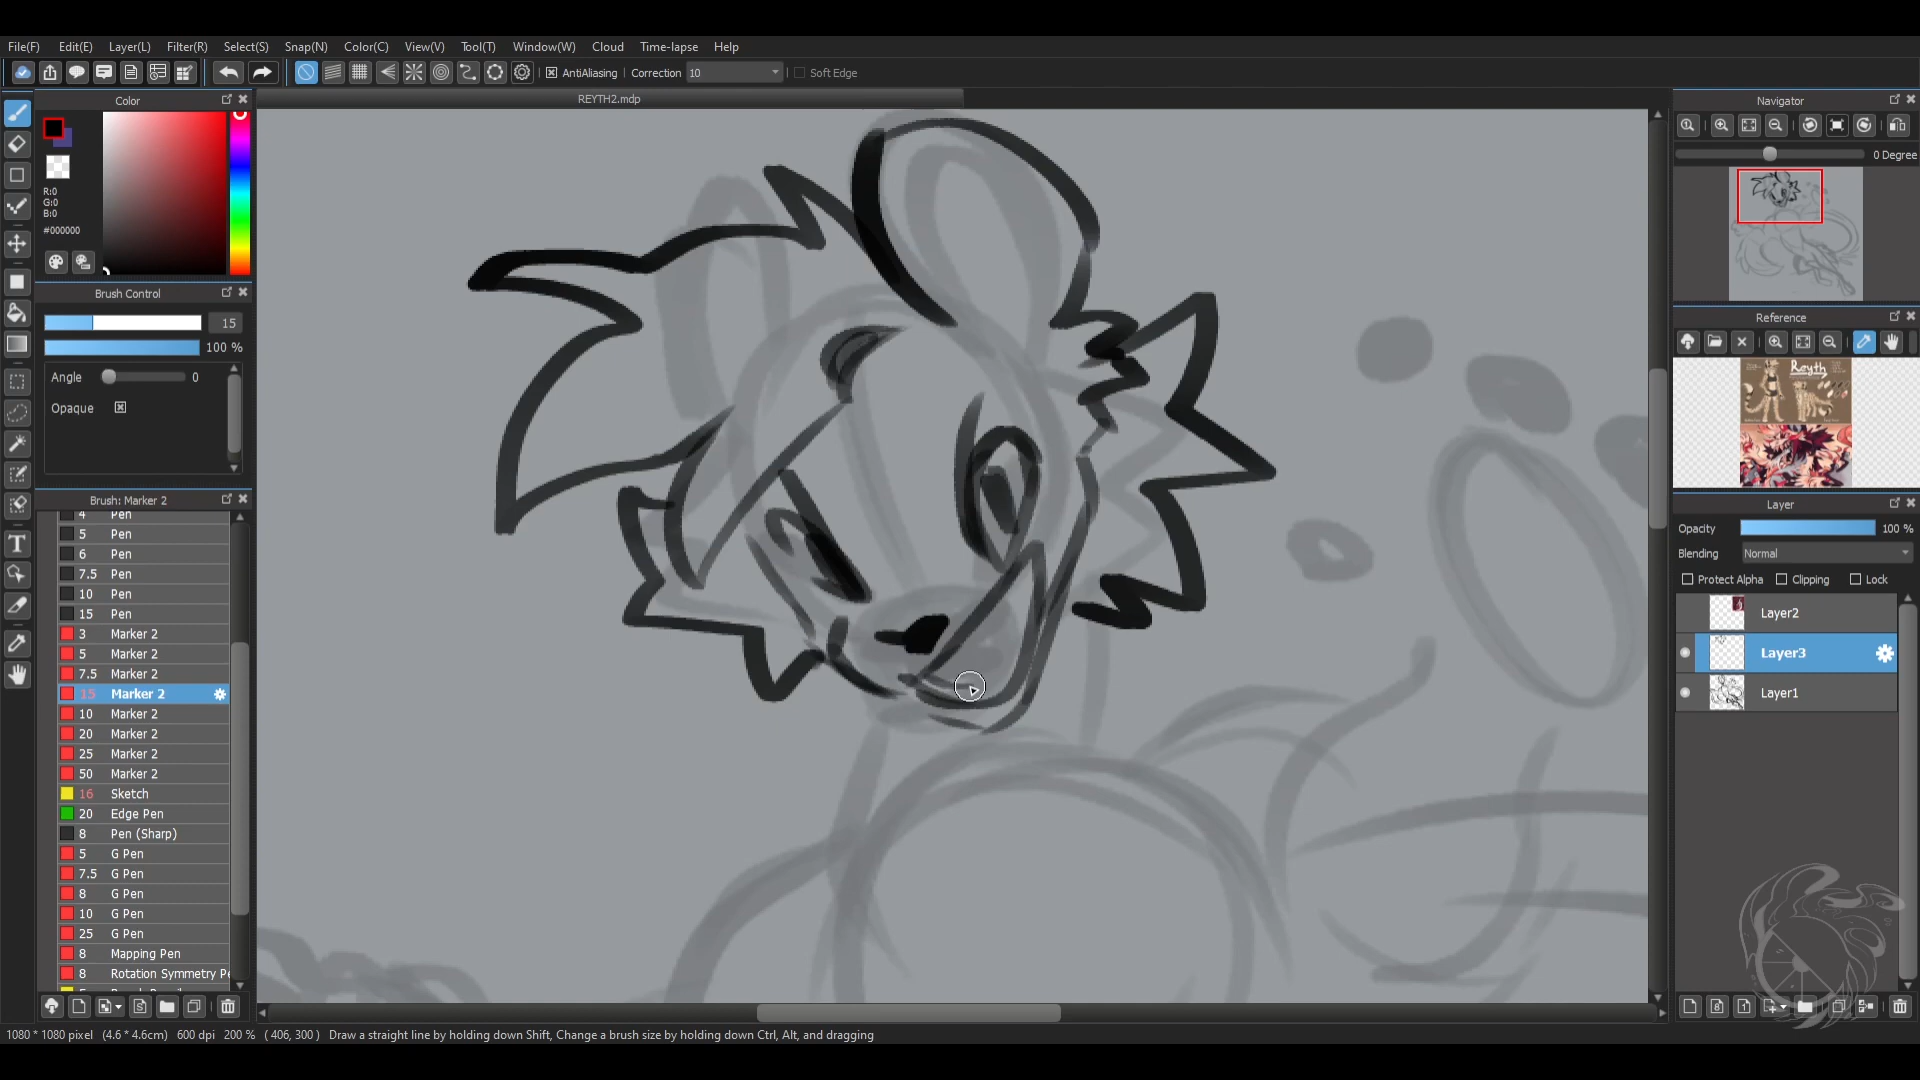 File(F) Edit(E) Layer(L) Filter(R) Select(S) Snap(N) Color(C) View(V) Tool(T) Window(W) Cloud Time-lapse Help
AntiAliasing Correction 10 Soft Edge
Color
R:0
G:0
B:0
#000000
Brush Control
15
100 %
Angle 0
Opaque
Brush: Marker 2
4 Pen
5 Pen
6 Pen
7.5 Pen
10 Pen
15 Pen
3 Marker 2
5 Marker 2
7.5 Marker 2
15 Marker 2
10 Marker 2
20 Marker 2
25 Marker 2
50 Marker 2
16 Sketch
20 Edge Pen
8 Pen (Sharp)
5 G Pen
7.5 G Pen
8 G Pen
10 G Pen
25 G Pen
8 Mapping Pen
8 Rotation Symmetry Pe
REYTH2.mdp
Navigator
0 Degree
Reference
Reyth
Layer
Opacity 100 %
Blending Normal
Protect Alpha Clipping Lock
Layer2
Layer3
Layer1
1080 * 1080 pixel (4.6 * 4.6cm) 600 dpi 200 % ( 406, 300 ) Draw a straight line by holding down Shift, Change a brush size by holding down Ctrl, Alt, and dragging